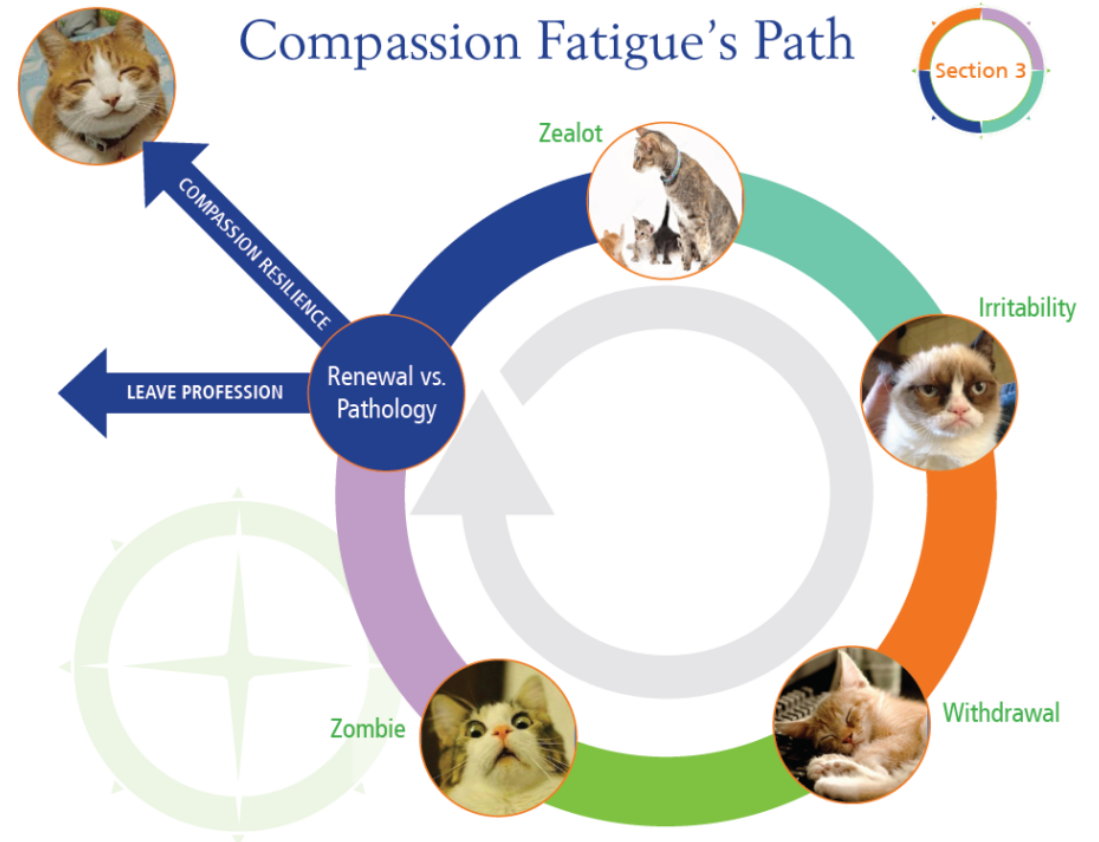 Compassion Fatigue's Path
Section 3
Zealot
COMPASSION RESILIENCE
Irritability
Renewal vs.
Pathology
LEAVE PROFESSION
Withdrawal
Zombie